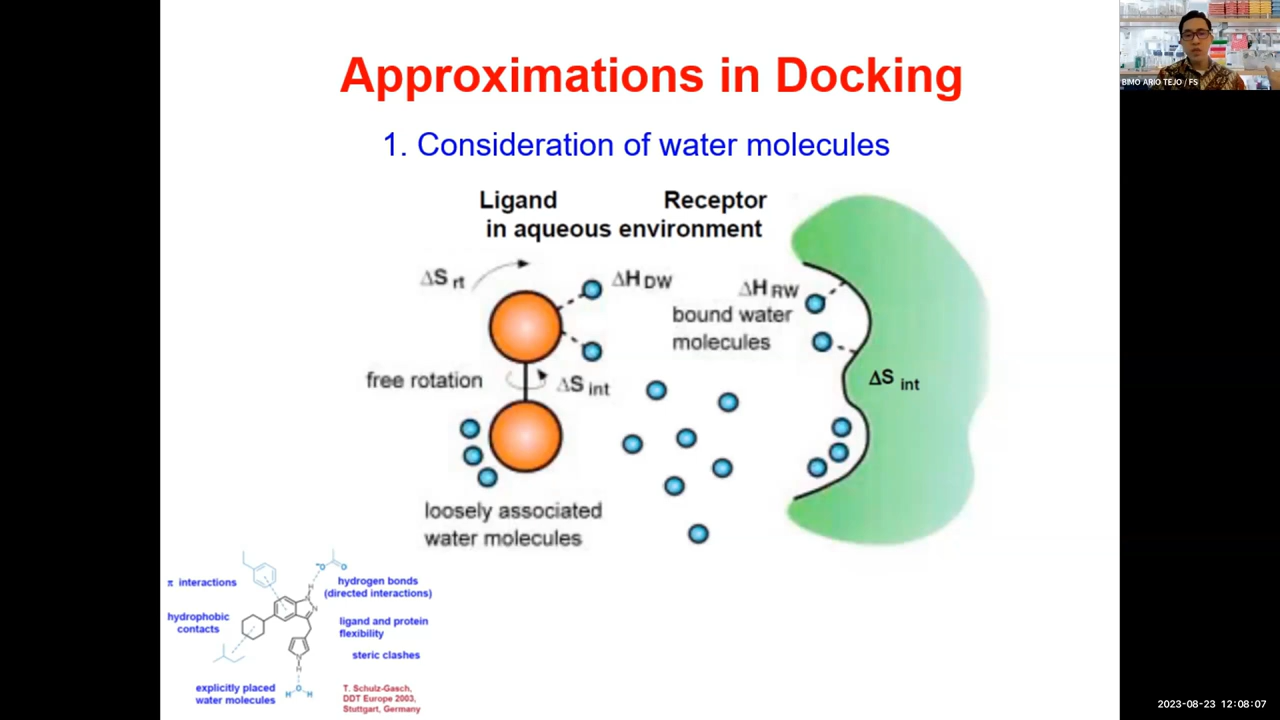 BIMO ARIO TEJO / FS
Approximations in Docking
1. Consideration of water molecules
Ligand
Receptor
in aqueous environment
ΔS rt
ΔH DW
ΔH RW
bound water
molecules
free rotation
ΔS int
ΔS int
loosely associated
water molecules
π interactions
hydrogen bonds
(directed interactions)
hydrophobic
contacts
ligand and protein
flexibility
steric clashes
explicitly placed
water molecules
-O
O
H
N
N
N
H
O
H H
T. Schulz-Gasch,
DDT Europe 2003,
Stuttgart, Germany
2023-08-23 12:08:07